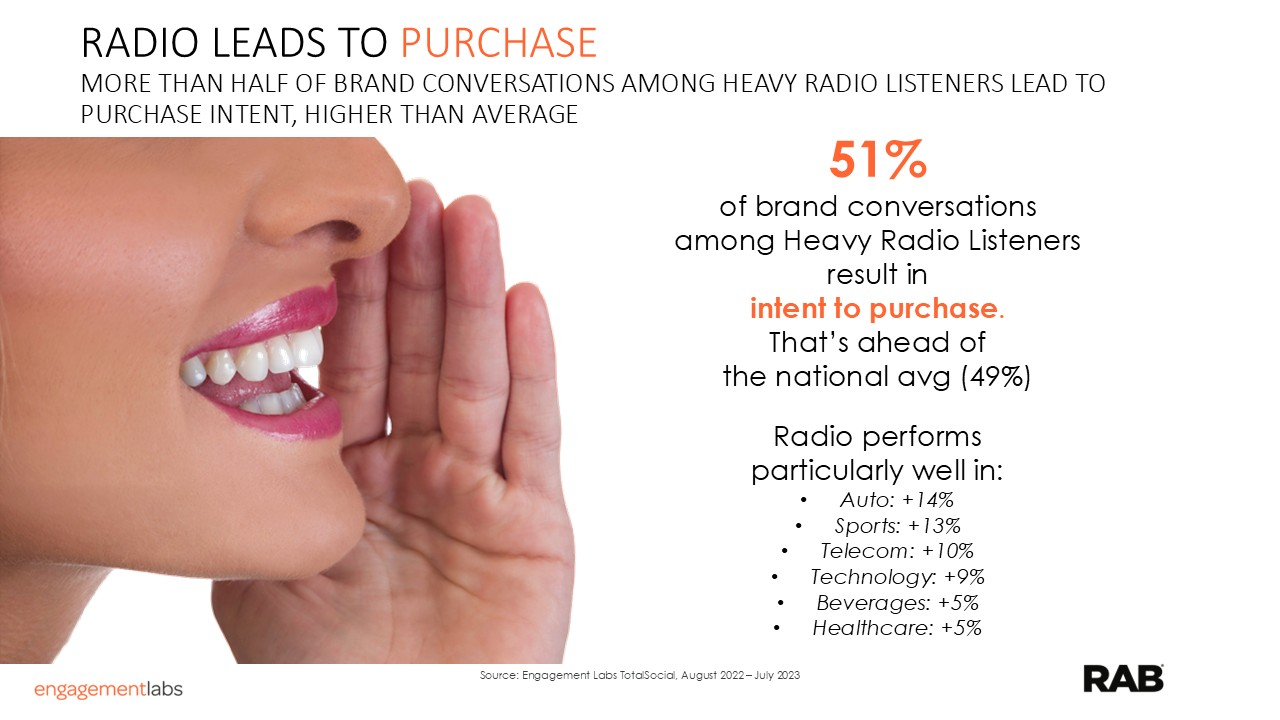 RADIO LEADS TO PURCHASE
MORE THAN HALF OF BRAND CONVERSATIONS AMONG HEAVY RADIO LISTENERS LEAD TO
PURCHASE INTENT, HIGHER THAN AVERAGE
51%
of brand conversations
among Heavy Radio Listeners
result in
intent to purchase.
That’s ahead of
the national avg (49%)
Radio performs
particularly well in:
• Auto: +14%
• Sports: +13%
• Telecom: +10%
• Technology: +9%
• Beverages: +5%
• Healthcare: +5%
Source: Engagement Labs TotalSocial, August 2022 – July 2023
engagementlabs
RAB